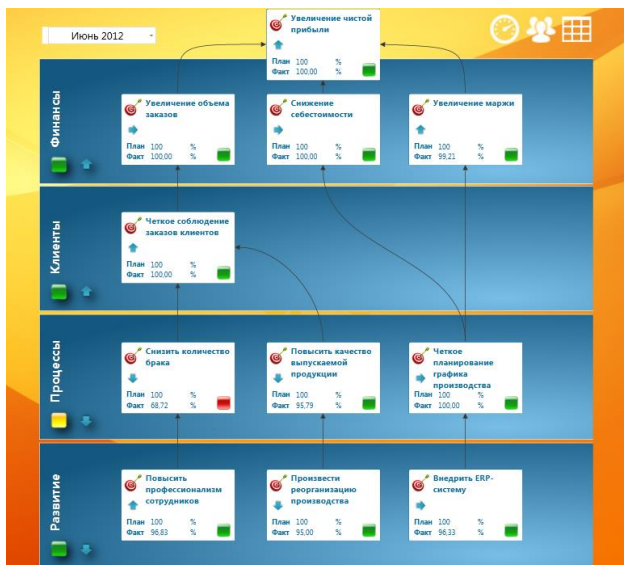 Июнь 2012
Увеличение чистой
прибыли
План 100 %
Факт 100,00 %
Финансы
Увеличение объема
заказов
План 100 %
Факт 100,00 %
Снижение
себестоимости
План 100 %
Факт 100,00 %
Увеличение маржи
План 100 %
Факт 99,21 %
Клиенты
Четкое соблюдение
заказов клиентов
План 100 %
Факт 100,00 %
Процессы
Снизить количество
брака
План 100 %
Факт 68,72 %
Повысить качество
выпускаемой
продукции
План 100 %
Факт 95,79 %
Четкое
планирование
графика
производства
План 100 %
Факт 100,00 %
Развитие
Повысить
профессионализм
сотрудников
План 100 %
Факт 96,83 %
Произвести
реорганизацию
производства
План 100 %
Факт 95,00 %
Внедрить ERP-
систему
План 100 %
Факт 96,33 %